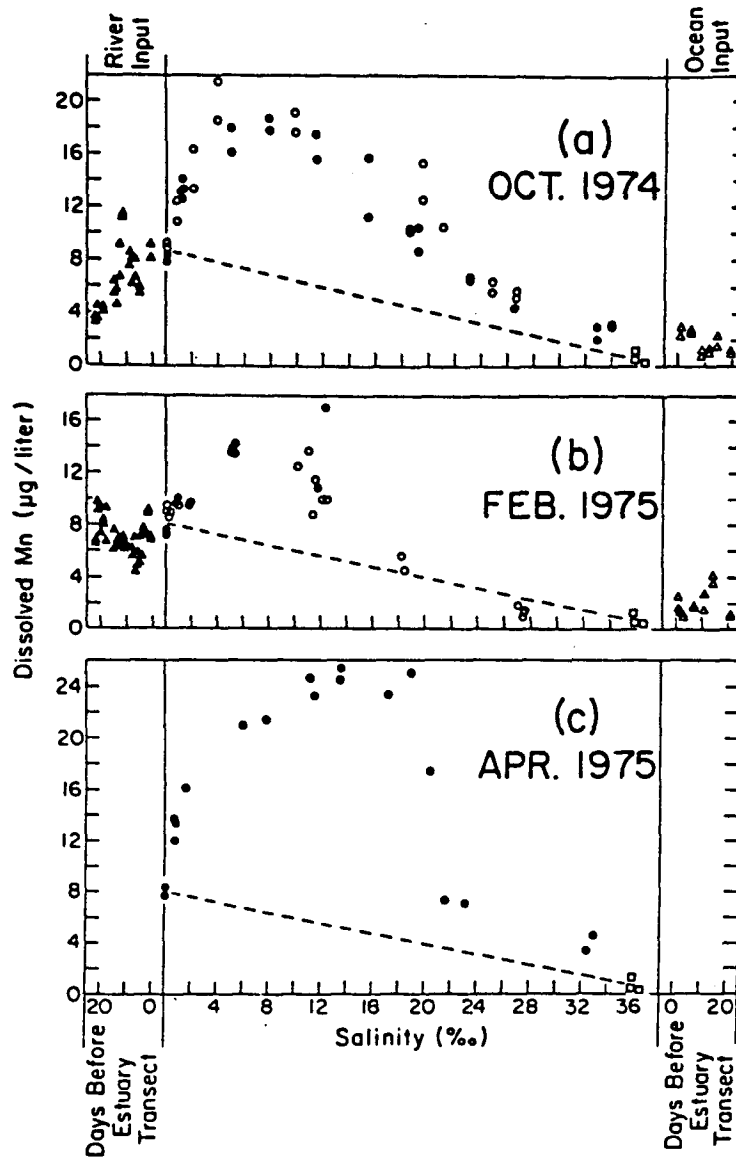 River
Input
Ocean
Input
20
16
12
8
4
0
(a)
OCT. 1974
16
12
8
4
0
(b)
FEB. 1975
Dissolved Mn (µg/liter)
24
20
16
12
8
4
0
(c)
APR. 1975
20 0 4 8 12 16 20 24 28 32 36 0 20
0
Salinity (‰)
Days Before
Estuary
Transect
Days Before
Estuary
Transect